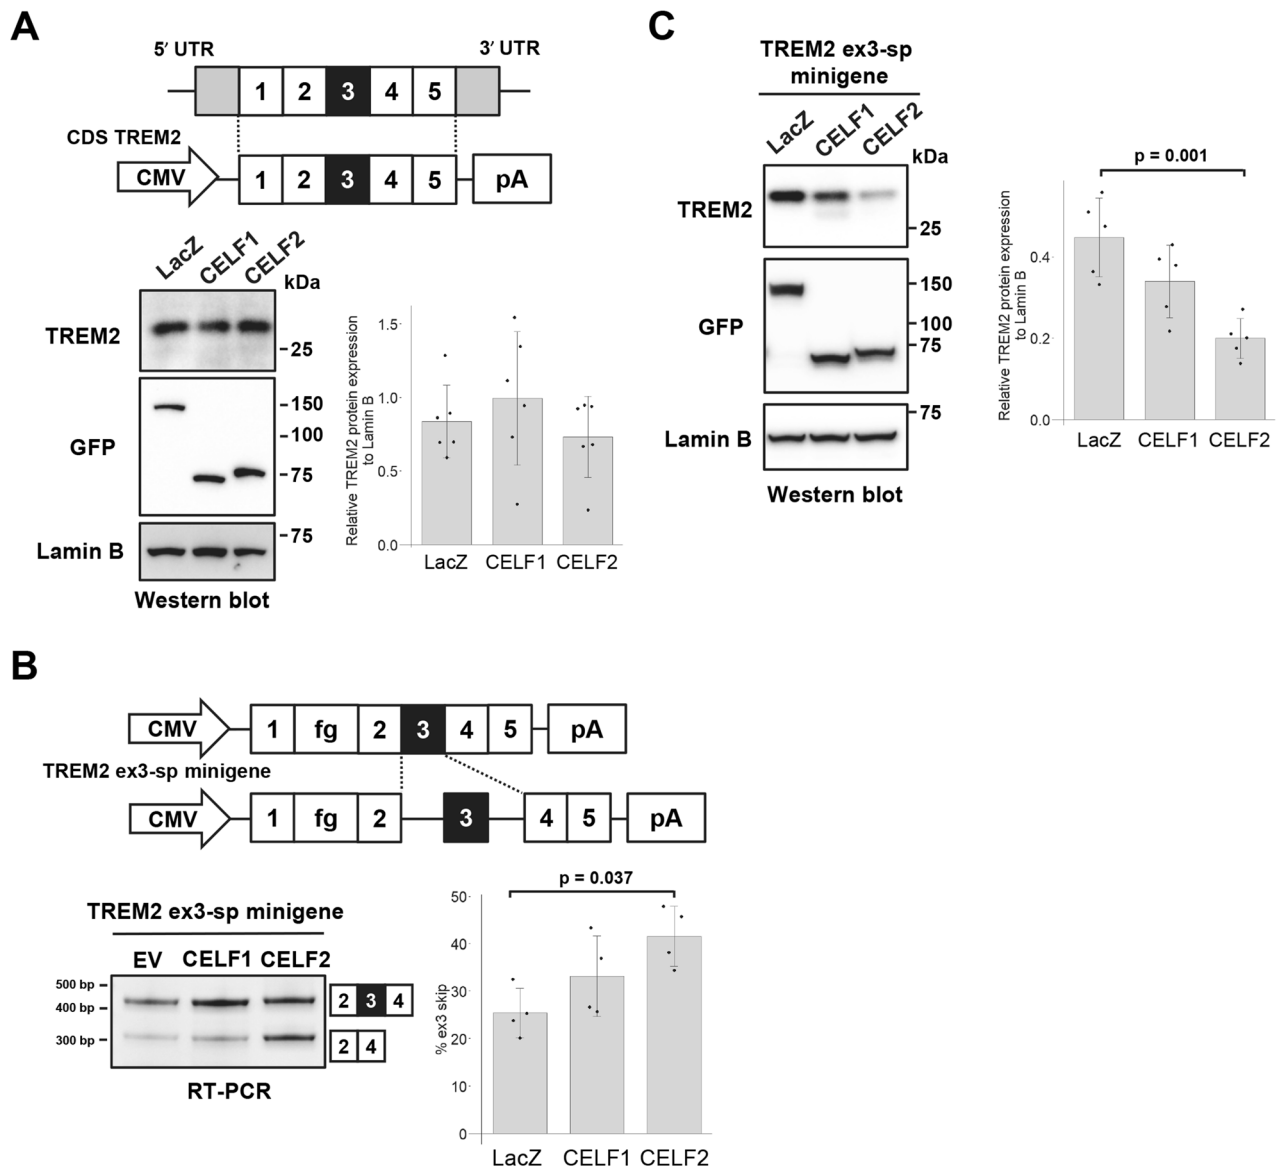 A
5′ UTR
3′ UTR
1 2 3 4 5
CDS TREM2
CMV 1 2 3 4 5 pA
LacZ CELF1 CELF2
kDa
TREM2
25
GFP
150
100
75
Lamin B
75
Western blot
Relative TREM2 protein expression
to Lamin B
1.5
1.0
0.5
0.0
LacZ CELF1 CELF2
B
CMV 1 fg 2 3 4 5 pA
TREM2 ex3-sp minigene
CMV 1 fg 2 3 4 5 pA
TREM2 ex3-sp minigene
EV CELF1 CELF2
500 bp
400 bp
300 bp
2 3 4
2 4
RT-PCR
p = 0.037
% ex3 skip
50
40
30
20
10
0
LacZ CELF1 CELF2
C
TREM2 ex3-sp
minigene
LacZ CELF1 CELF2
kDa
TREM2
25
GFP
150
100
75
Lamin B
75
Western blot
p = 0.001
Relative TREM2 protein expression
to Lamin B
0.4
0.2
0.0
LacZ CELF1 CELF2